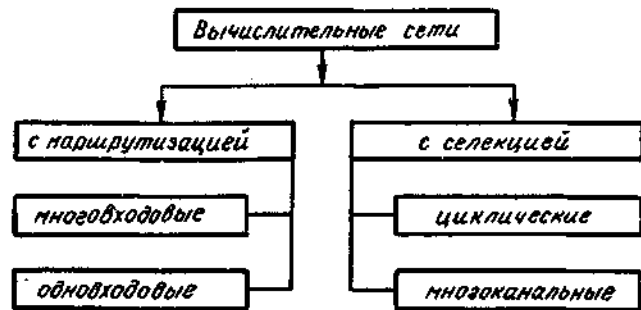 Вычислительные сети
с маршрутизацией
с селекцией
многовходовые
циклические
одновходовые
многоканальные